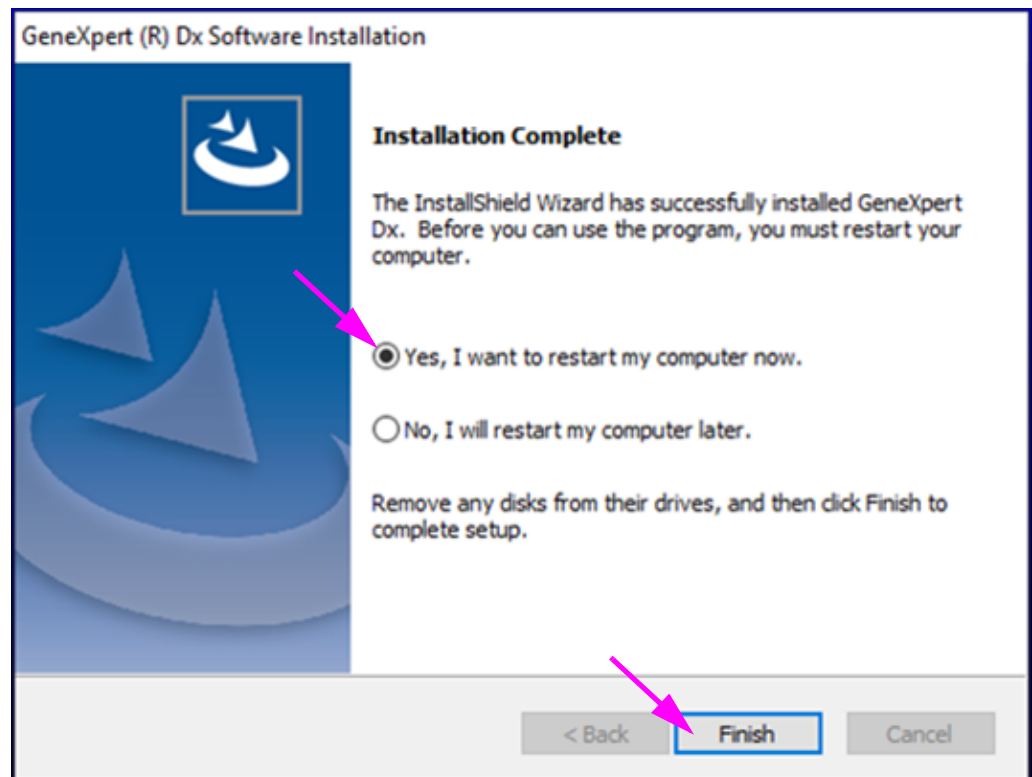 GeneXpert (R) Dx Software Installation
Installation Complete
The InstallShield Wizard has successfully installed GeneXpert
Dx.  Before you can use the program, you must restart your
computer.
Yes, I want to restart my computer now.
No, I will restart my computer later.
Remove any disks from their drives, and then click Finish to
complete setup.
< Back
Finish
Cancel